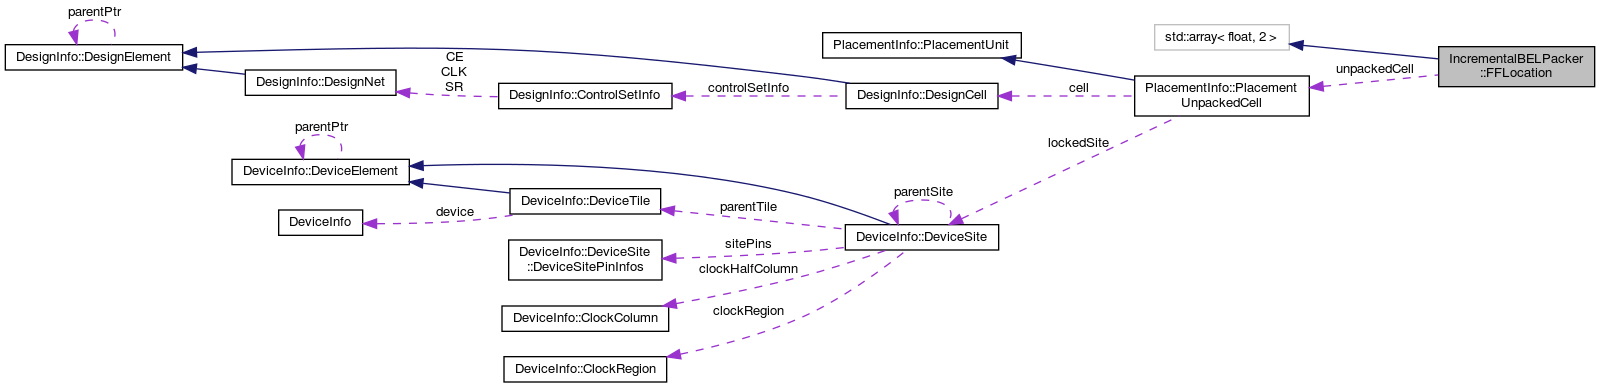 parentPtr
DesignInfo::DesignElement
DesignInfo::DesignNet
CE
CLK
SR
DesignInfo::ControlSetInfo
controlSetInfo
PlacementInfo::PlacementUnit
DesignInfo::DesignCell
cell
std::array< float, 2 >
PlacementInfo::Placement
UnpackedCell
unpackedCell
IncrementalBELPacker
::FFLocation
parentPtr
DeviceInfo::DeviceElement
lockedSite
DeviceInfo
device
DeviceInfo::DeviceTile
parentTile
parentSite
DeviceInfo::DeviceSite
DeviceInfo::DeviceSite
::DeviceSitePinInfos
sitePins
clockHalfColumn
DeviceInfo::ClockColumn
clockRegion
DeviceInfo::ClockRegion